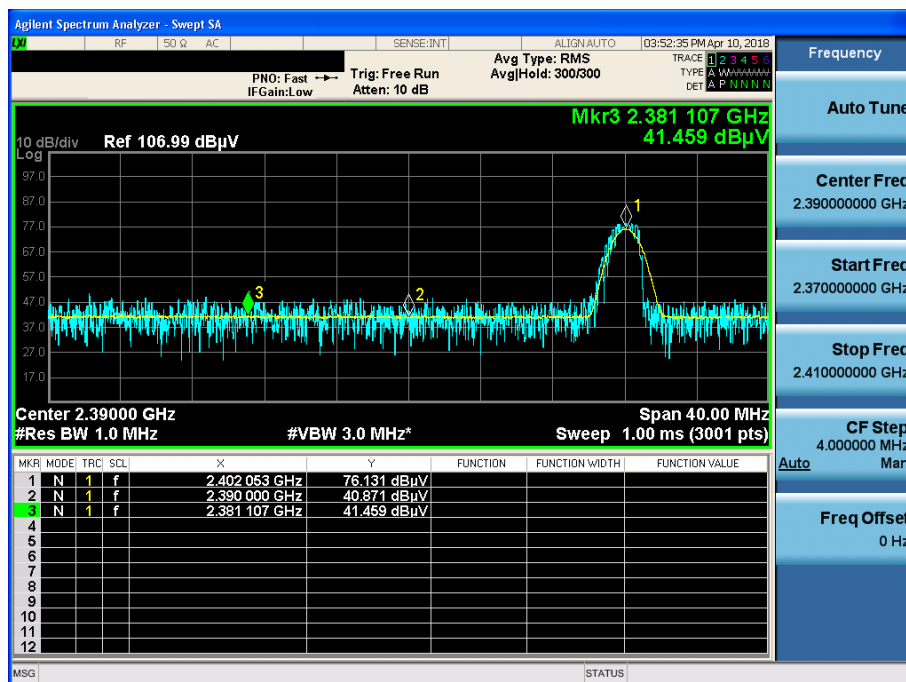 Agilent Spectrum Analyzer - Swept SA
LXI RF 50 Ω AC SENSE:INT ALIGN AUTO 03:52:35 PM Apr 10, 2018
PNO: Fast Trig: Free Run Avg Type: RMS TRACE 1 2 3 4 5 6
IFGain:Low Atten: 10 dB Avg|Hold: 300/300 TYPE A WWWWW
DET A P N N N N
Mkr3 2.381 107 GHz
41.459 dBµV
10 dB/div Ref 106.99 dBµV
Log
97.0
87.0
77.0
67.0
57.0
47.0
37.0
27.0
17.0
1
2
3
Center 2.39000 GHz Span 40.00 MHz
#Res BW 1.0 MHz #VBW 3.0 MHz* Sweep 1.00 ms (3001 pts)
MKR MODE TRC SCL X Y FUNCTION FUNCTION WIDTH FUNCTION VALUE
1 N 1 f 2.402 053 GHz 76.131 dBµV
2 N 1 f 2.390 000 GHz 40.871 dBµV
3 N 1 f 2.381 107 GHz 41.459 dBµV
4
5
6
7
8
9
10
11
12
MSG STATUS
Frequency
Auto Tune
Center Freq
2.390000000 GHz
Start Freq
2.370000000 GHz
Stop Freq
2.410000000 GHz
CF Step
4.000000 MHz
Auto Man
Freq Offset
0 Hz